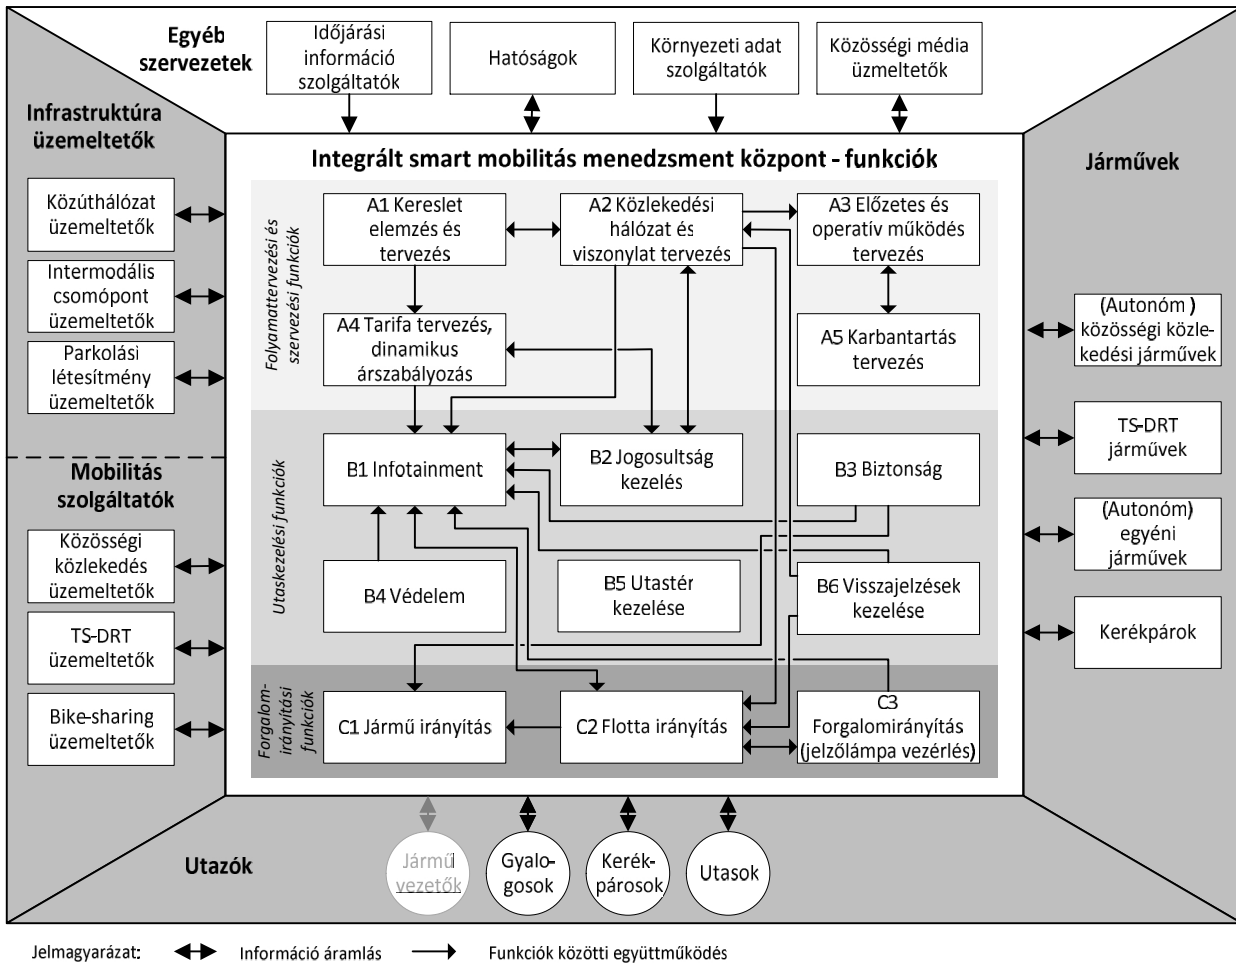 Egyéb
szervezetek
Időjárási
információ
szolgáltatók
Hatóságok
Környezeti adat
szolgáltatók
Közösségi média
üzmeltetők
Infrastruktúra
üzemeltetők
Közúthálózat
üzemeltetők
Intermodális
csomópont
üzemeltetők
Parkolási
létesítmény
üzemeltetők
Mobilitás
szolgáltatók
Közösségi
közlekedés
üzemeltetők
TS-DRT
üzemeltetők
Bike-sharing
üzemeltetők
Integrált smart mobilitás menedzsment központ - funkciók
Folyamattervezési és
szervezési funkciók
A1 Kereslet
elemzés és
tervezés
A2 Közlekedési
hálózat és
viszonylat tervezés
A3 Előzetes és
operatív működés
tervezés
A4 Tarifa tervezés,
dinamikus
árszabályozás
A5 Karbantartás
tervezés
Utaskezelési funkciók
B1 Infotainment
B2 Jogosultság
kezelés
B3 Biztonság
B4 Védelem
B5 Utastér
kezelése
B6 Visszajelzések
kezelése
Forgalom-
irányítási
funkciók
C1 Jármű irányítás
C2 Flotta irányítás
C3
Forgalomirányítás
(jelzőlámpa vezérlés)
Járművek
(Autonóm )
közösségi közle-
kedési járművek
TS-DRT
járművek
(Autonóm)
egyéni
járművek
Kerékpárok
Utazók
Jármű
vezetők
Gyalo-
gosok
Kerék-
párosok
Utasok
Jelmagyarázat:
Információ áramlás
Funkciók közötti együttműködés